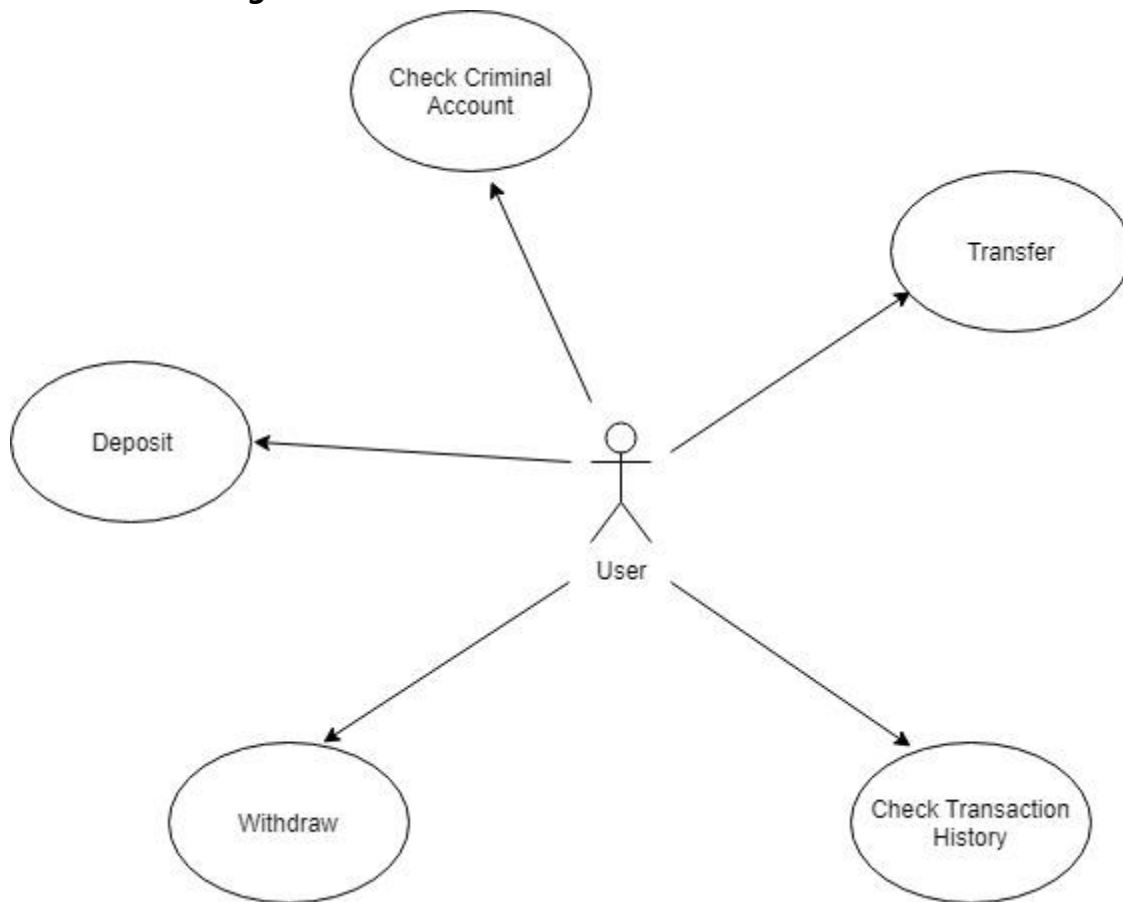 Check Criminal
Account
Transfer
Deposit
User
Withdraw
Check Transaction
History